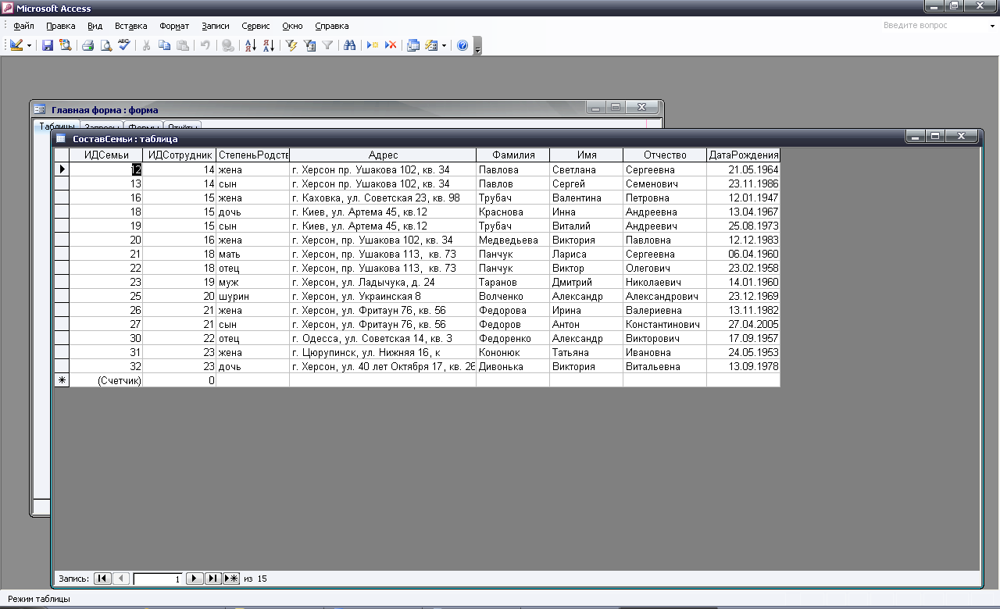 Microsoft Access
Файл Правка Вид Вставка Формат Записи Сервис Окно Справка Введите вопрос
Главная форма : форма
Таблицы Запросы Формы Отчёты
СоставСемьи : таблица
ИДСемьи ИДСотрудник СтепеньРодств Адрес Фамилия Имя Отчество ДатаРождения
12 14 жена г. Херсон пр. Ушакова 102, кв. 34 Павлова Светлана Сергеевна 21.05.1964
13 14 сын г. Херсон пр. Ушакова 102, кв. 34 Павлов Сергей Семенович 23.11.1986
16 15 жена г. Каховка, ул. Советская 23, кв. 98 Трубач Валентина Петровна 12.01.1947
18 15 дочь г. Киев, ул. Артема 45, кв.12 Краснова Инна Андреевна 13.04.1967
19 15 сын г. Киев, ул. Артема 45, кв.12 Трубач Виталий Андреевич 25.08.1973
20 16 жена г. Херсон, пр. Ушакова 102, кв. 34 Медведьева Виктория Павловна 12.12.1983
21 18 мать г. Херсон, пр. Ушакова 113, кв. 73 Панчук Лариса Сергеевна 06.04.1960
22 18 отец г. Херсон, пр. Ушакова 113, кв. 73 Панчук Виктор Олегович 23.02.1958
23 19 муж г. Херсон, ул. Ладычука, д. 24 Таранов Дмитрий Николаевич 14.01.1960
25 20 шурин г. Херсон, ул. Украинская 8 Волченко Александр Александрович 23.12.1969
26 21 жена г. Херсон, ул. Фритаун 76, кв. 56 Федорова Ирина Валериевна 13.11.1982
27 21 сын г. Херсон, ул. Фритаун 76, кв. 56 Федоров Антон Константинович 27.04.2005
30 22 отец г. Одесса, ул. Советская 14, кв. 3 Федоренко Александр Викторович 17.09.1957
31 23 жена г. Цюрупинск, ул. Нижняя 16, к Кононюк Татьяна Ивановна 24.05.1953
32 23 дочь г. Херсон, ул. 40 лет Октября 17, кв. 26 Дивонька Виктория Витальевна 13.09.1978
(Счетчик) 0
Запись: 1 из 15
Режим таблицы